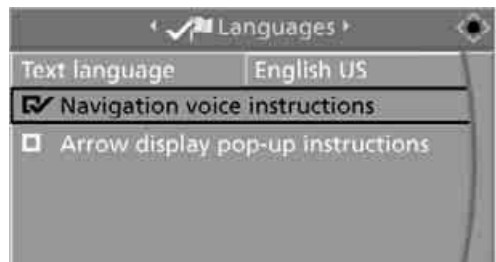 Languages
Text language English US
Navigation voice instructions
Arrow display pop-up instructions